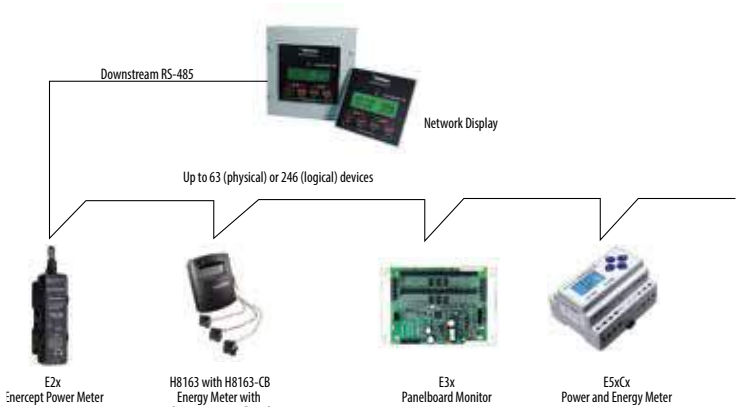 Downstream RS-485
Network Display
Up to 63 (physical) or 246 (logical) devices
E2x
Enercept Power Meter
H8163 with H8163-CB
Energy Meter with
E3x
Panelboard Monitor
E5xCx
Power and Energy Meter